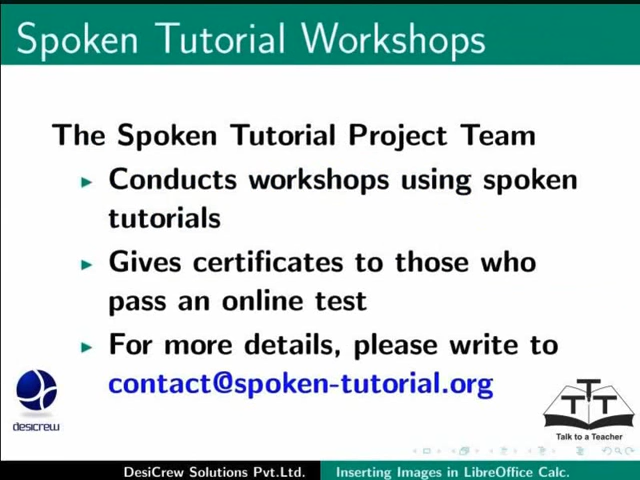 Spoken Tutorial Workshops
The Spoken Tutorial Project Team
Conducts workshops using spoken
tutorials
Gives certificates to those who
pass an online test
For more details, please write to
contact@spoken-tutorial.org
desicrew
TTT
Talk to a Teacher
DesiCrew Solutions Pvt.Ltd.
Inserting Images in LibreOffice Calc.